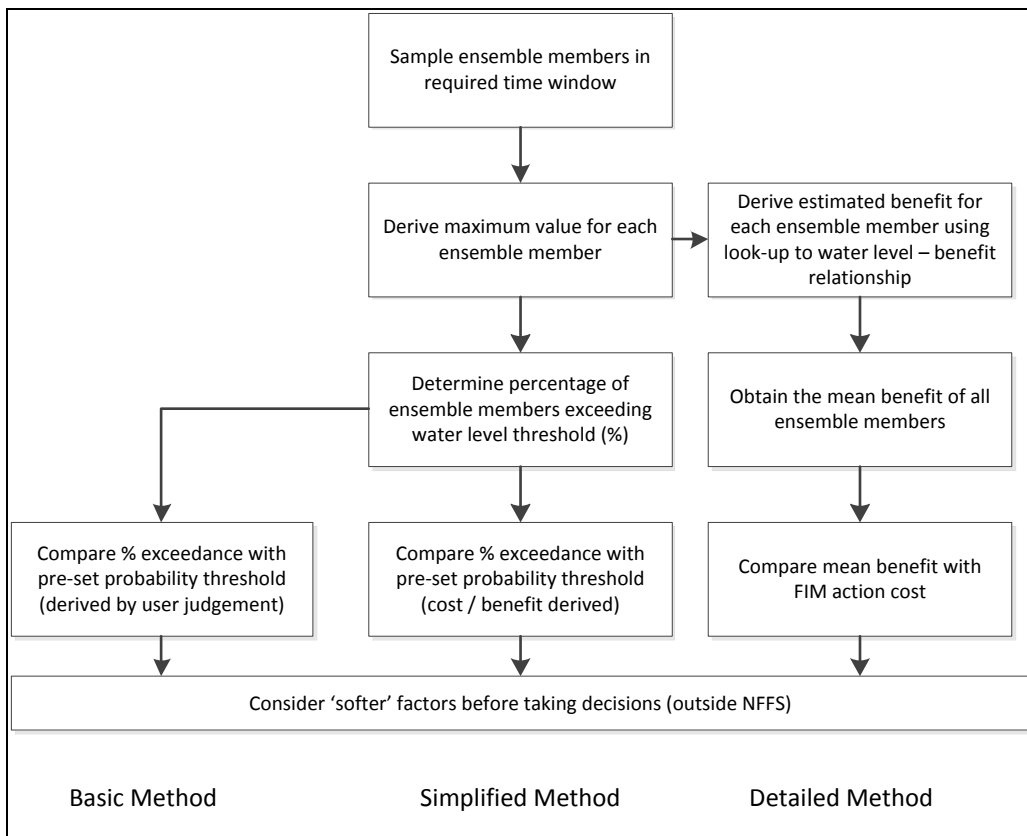 Sample ensemble members in
required time window
Derive maximum value for each
ensemble member
Derive estimated benefit for
each ensemble member using
look-up to water level – benefit
relationship
Determine percentage of
ensemble members exceeding
water level threshold (%)
Obtain the mean benefit of all
ensemble members
Compare % exceedance with
pre-set probability threshold
(derived by user judgement)
Compare % exceedance with
pre-set probability threshold
(cost / benefit derived)
Compare mean benefit with
FIM action cost
Consider ‘softer’ factors before taking decisions (outside NFFS)
Basic Method
Simplified Method
Detailed Method